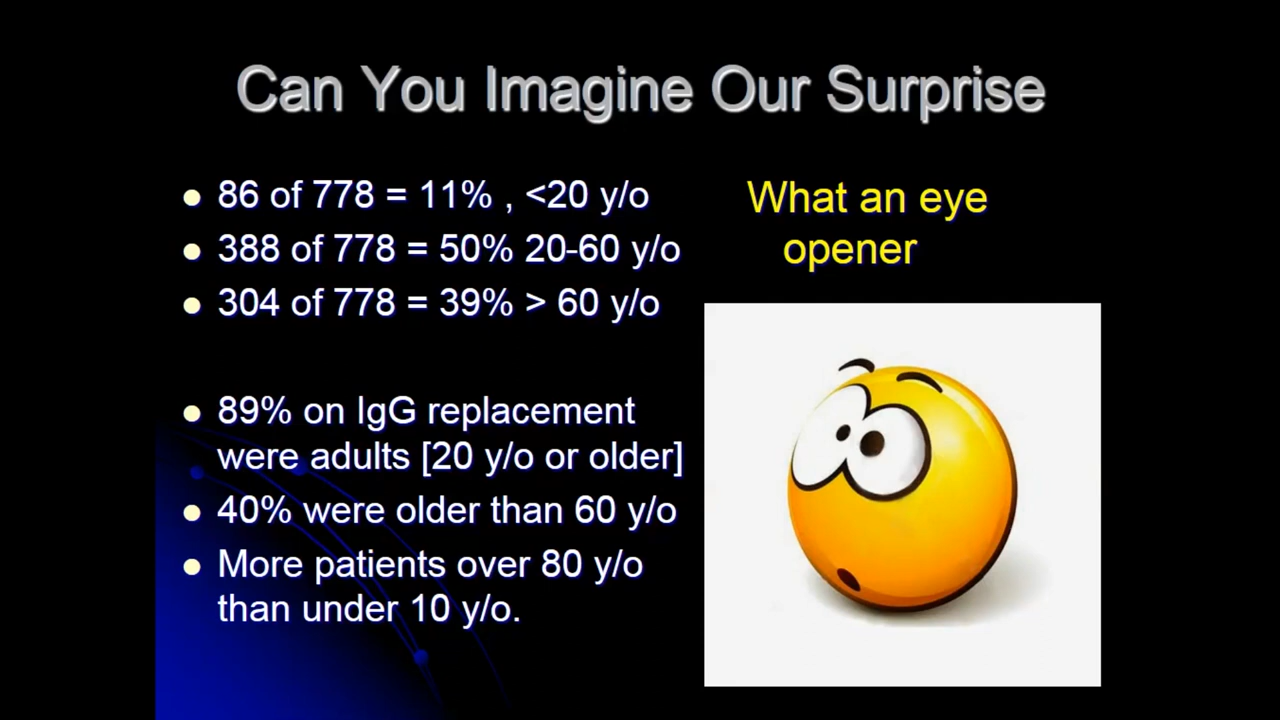 Can You Imagine Our Surprise
86 of 778 = 11% , <20 y/o
388 of 778 = 50% 20-60 y/o
304 of 778 = 39% > 60 y/o
89% on IgG replacement
were adults [20 y/o or older]
40% were older than 60 y/o
More patients over 80 y/o
than under 10 y/o.
What an eye
opener